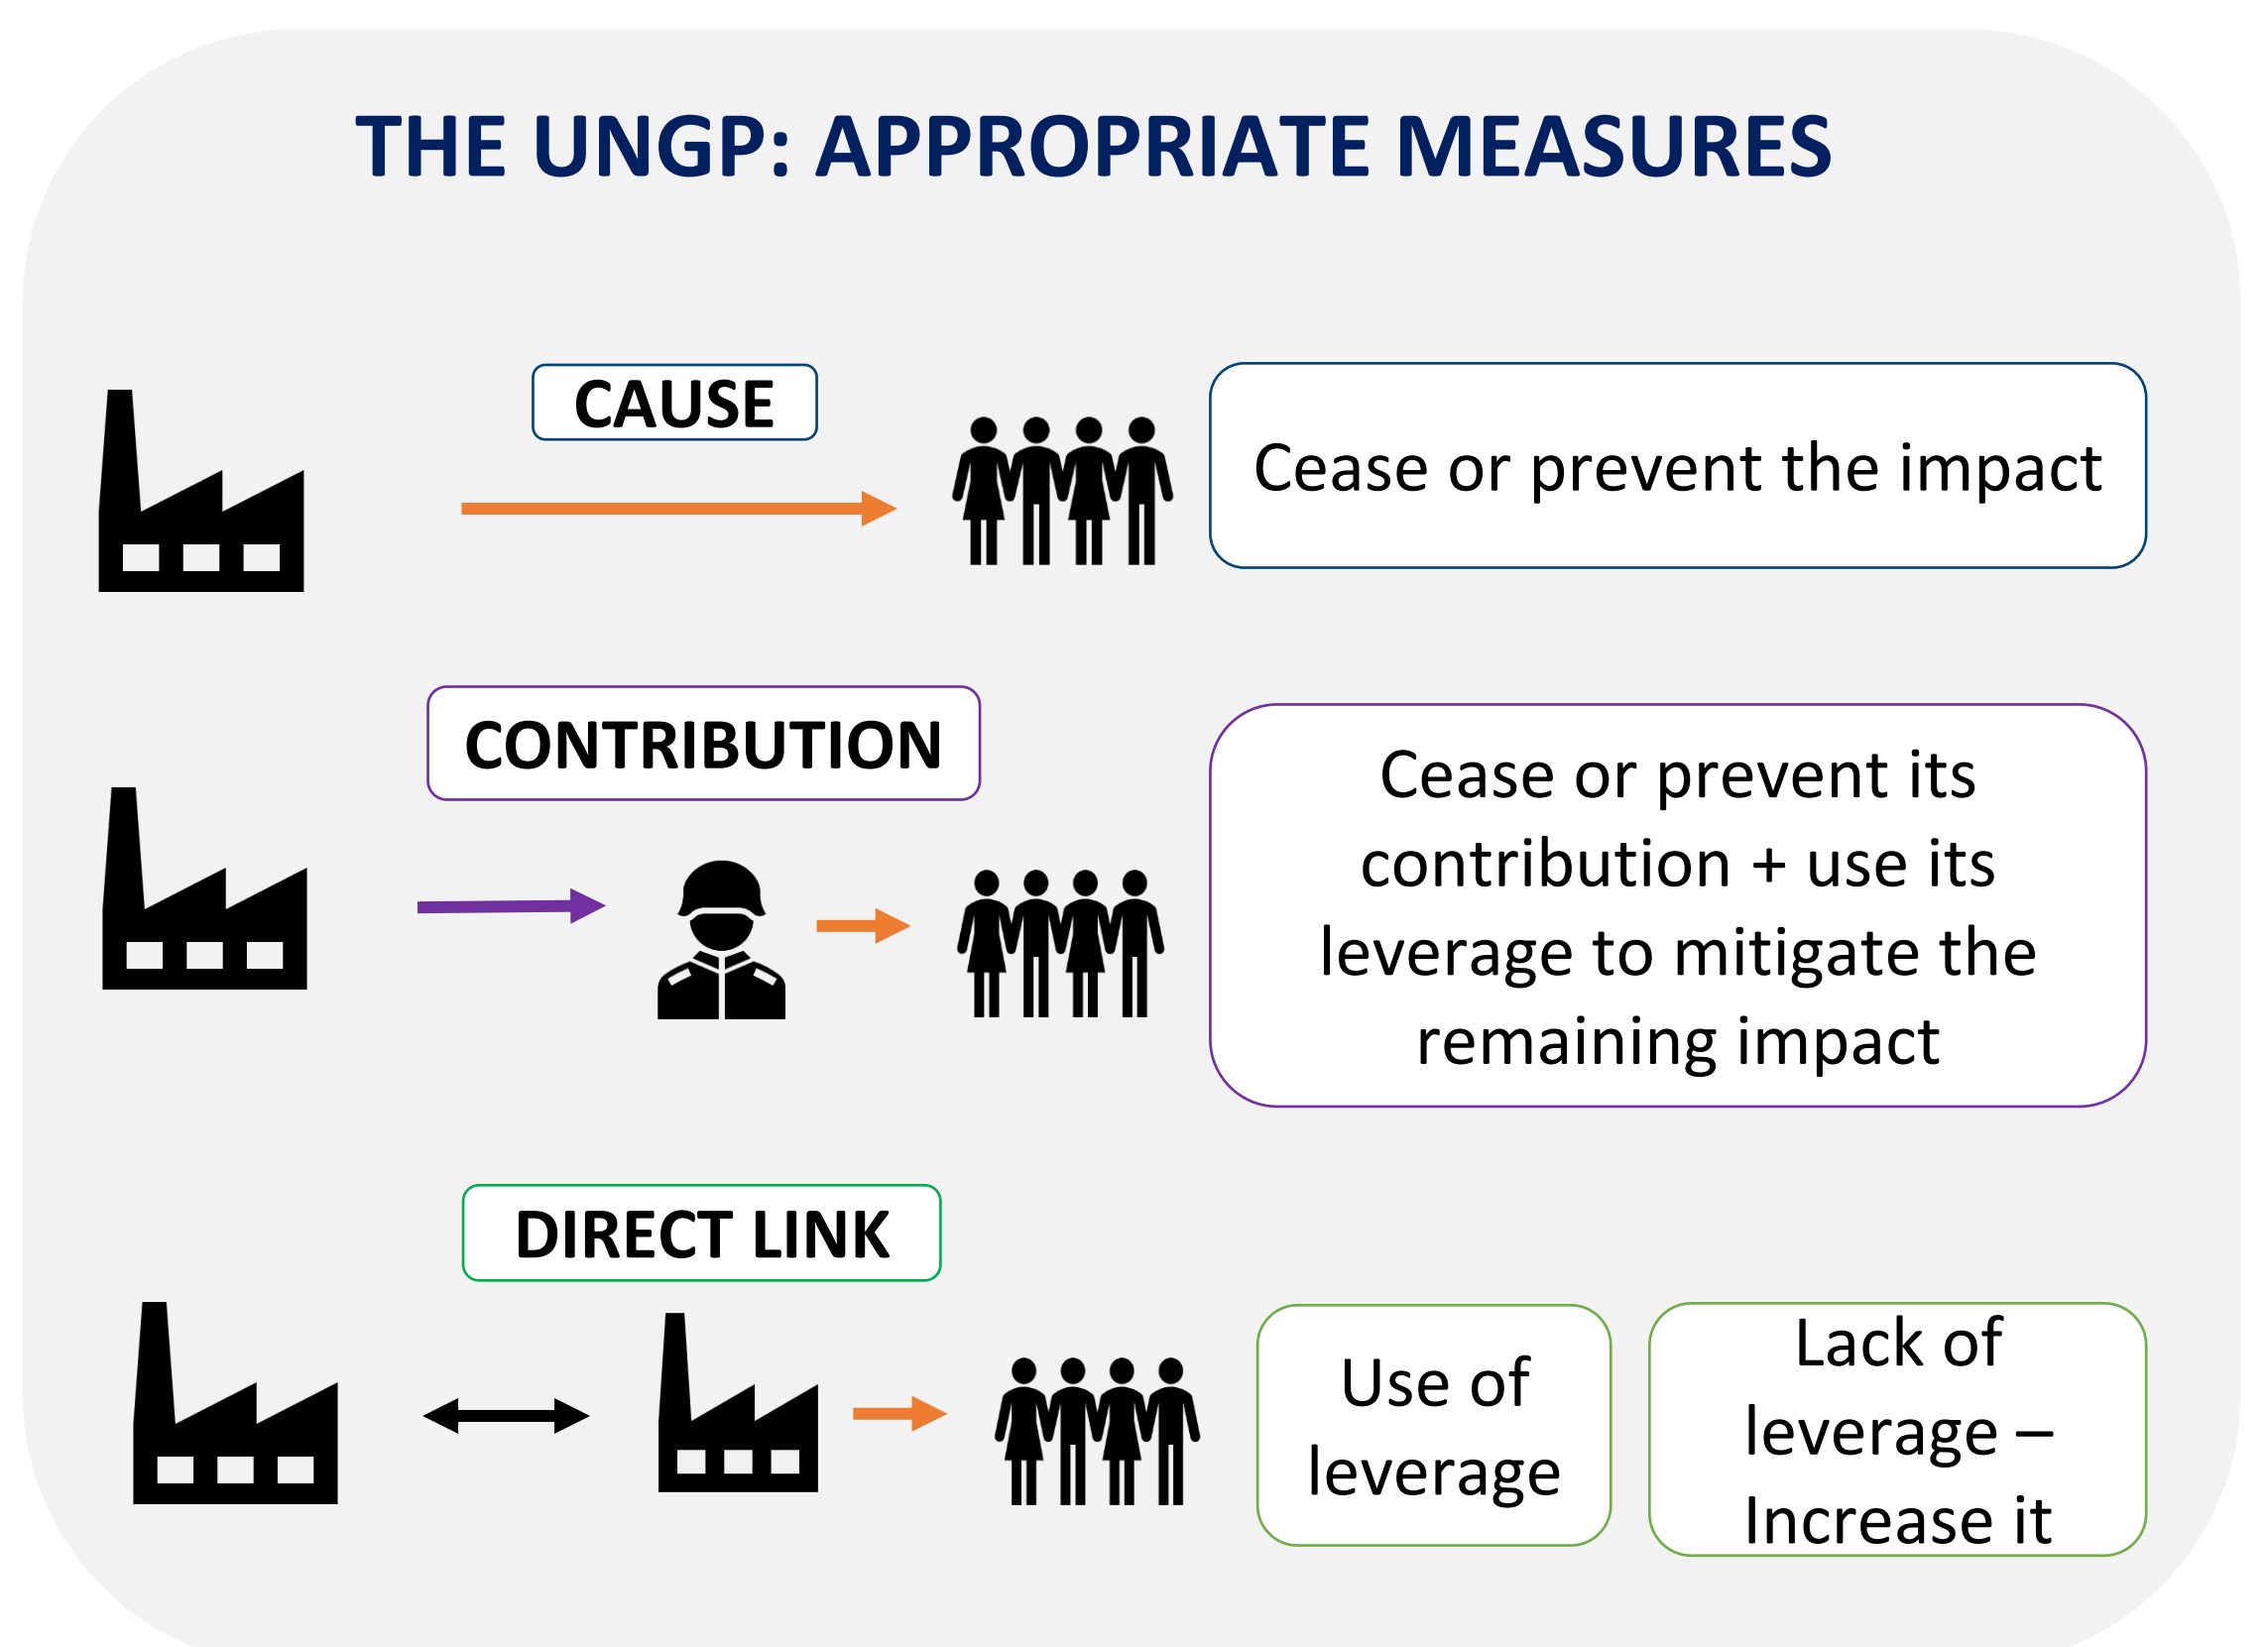 THE UNGP: APPROPRIATE MEASURES
CAUSE
Cease or prevent the impact
CONTRIBUTION
Cease or prevent its
contribution + use its
leverage to mitigate the
remaining impact
DIRECT LINK
Use of
leverage
Lack of
leverage –
Increase it